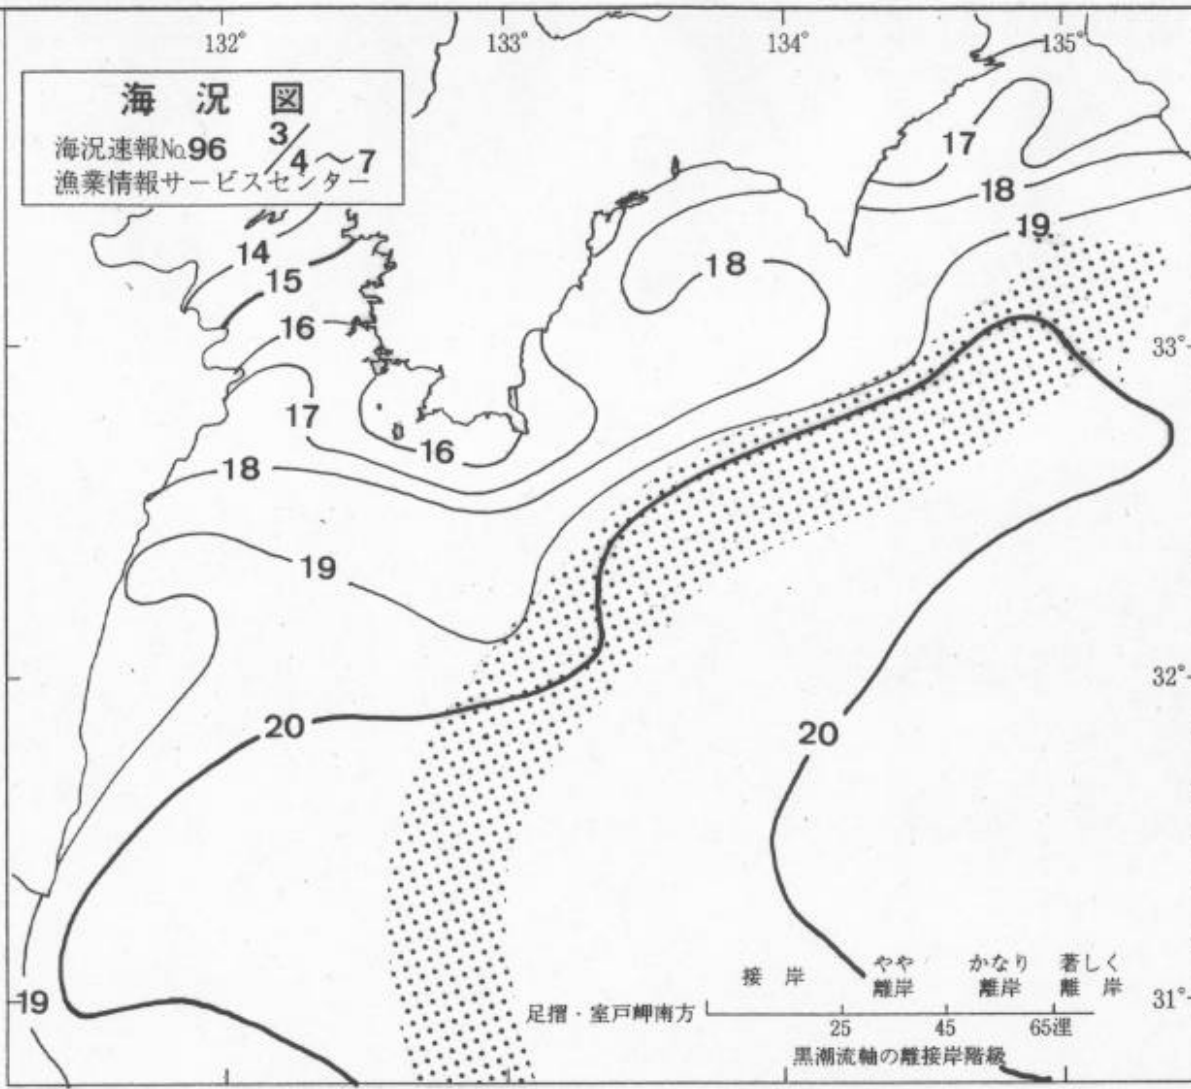 132°
133°
134°
135°
海況図
海況速報№96 3/4～7
漁業情報サービスセンター
17
18
19
14
15
16
18
33°
17
16
18
19
32°
20
20
19
接岸
やや離岸
かなり離岸
著しく離岸
31°
足摺・室戸岬南方
25
45
65浬
黒潮流軸の離接岸階級